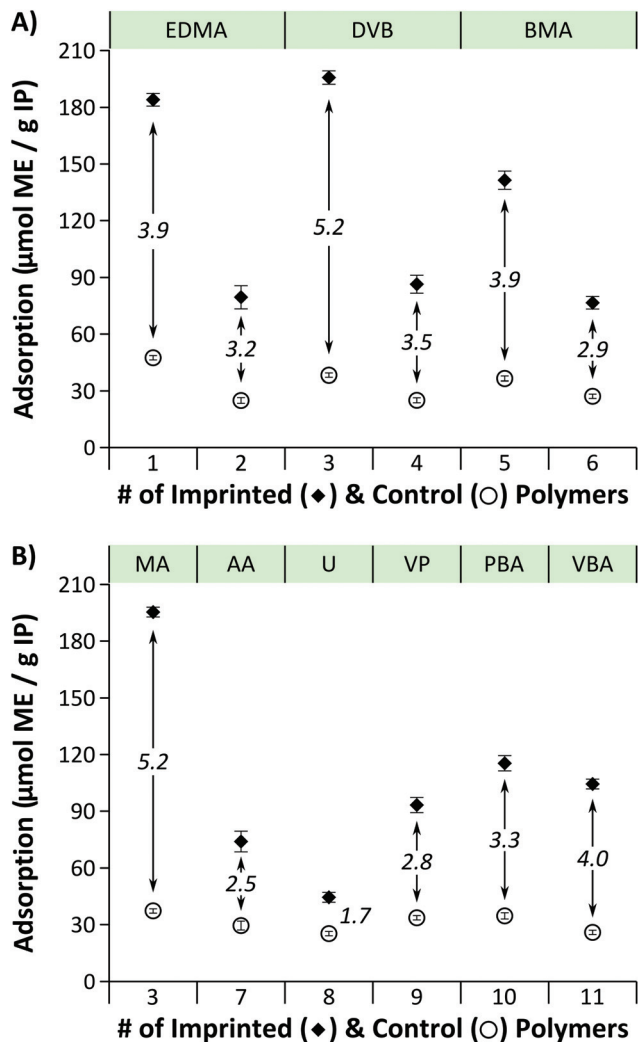 A)
EDMA DVB BMA
Adsorption (µmol ME / g IP)
210
180
150
120
90
60
30
0
3.9
3.2
5.2
3.5
3.9
2.9
1 2 3 4 5 6
# of Imprinted (◆) & Control (○) Polymers
B)
MA AA U VP PBA VBA
Adsorption (µmol ME / g IP)
210
180
150
120
90
60
30
0
5.2
2.5
1.7
2.8
3.3
4.0
3 7 8 9 10 11
# of Imprinted (◆) & Control (○) Polymers